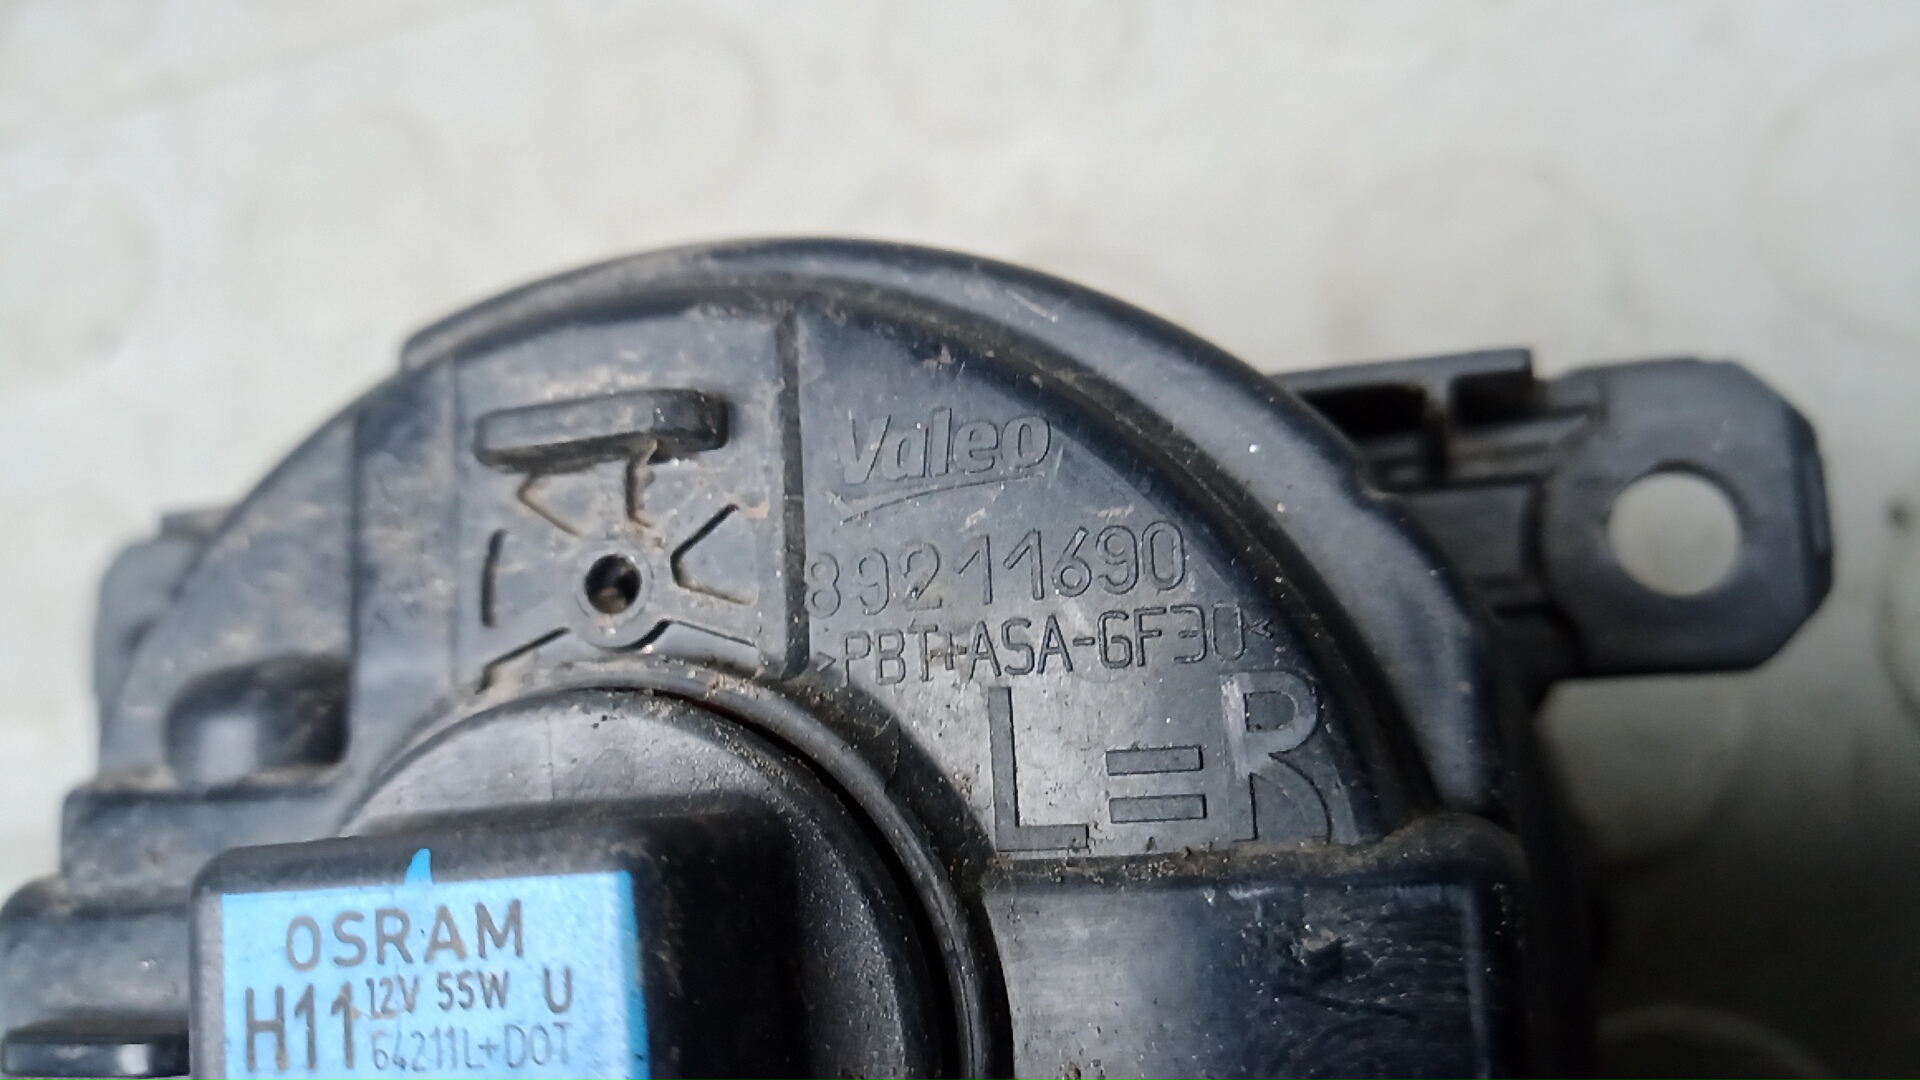 Valeo
89211690
>PBT+ASA-GF30<
L=R
OSRAM
H11 12V 55W U
64211L+DOT